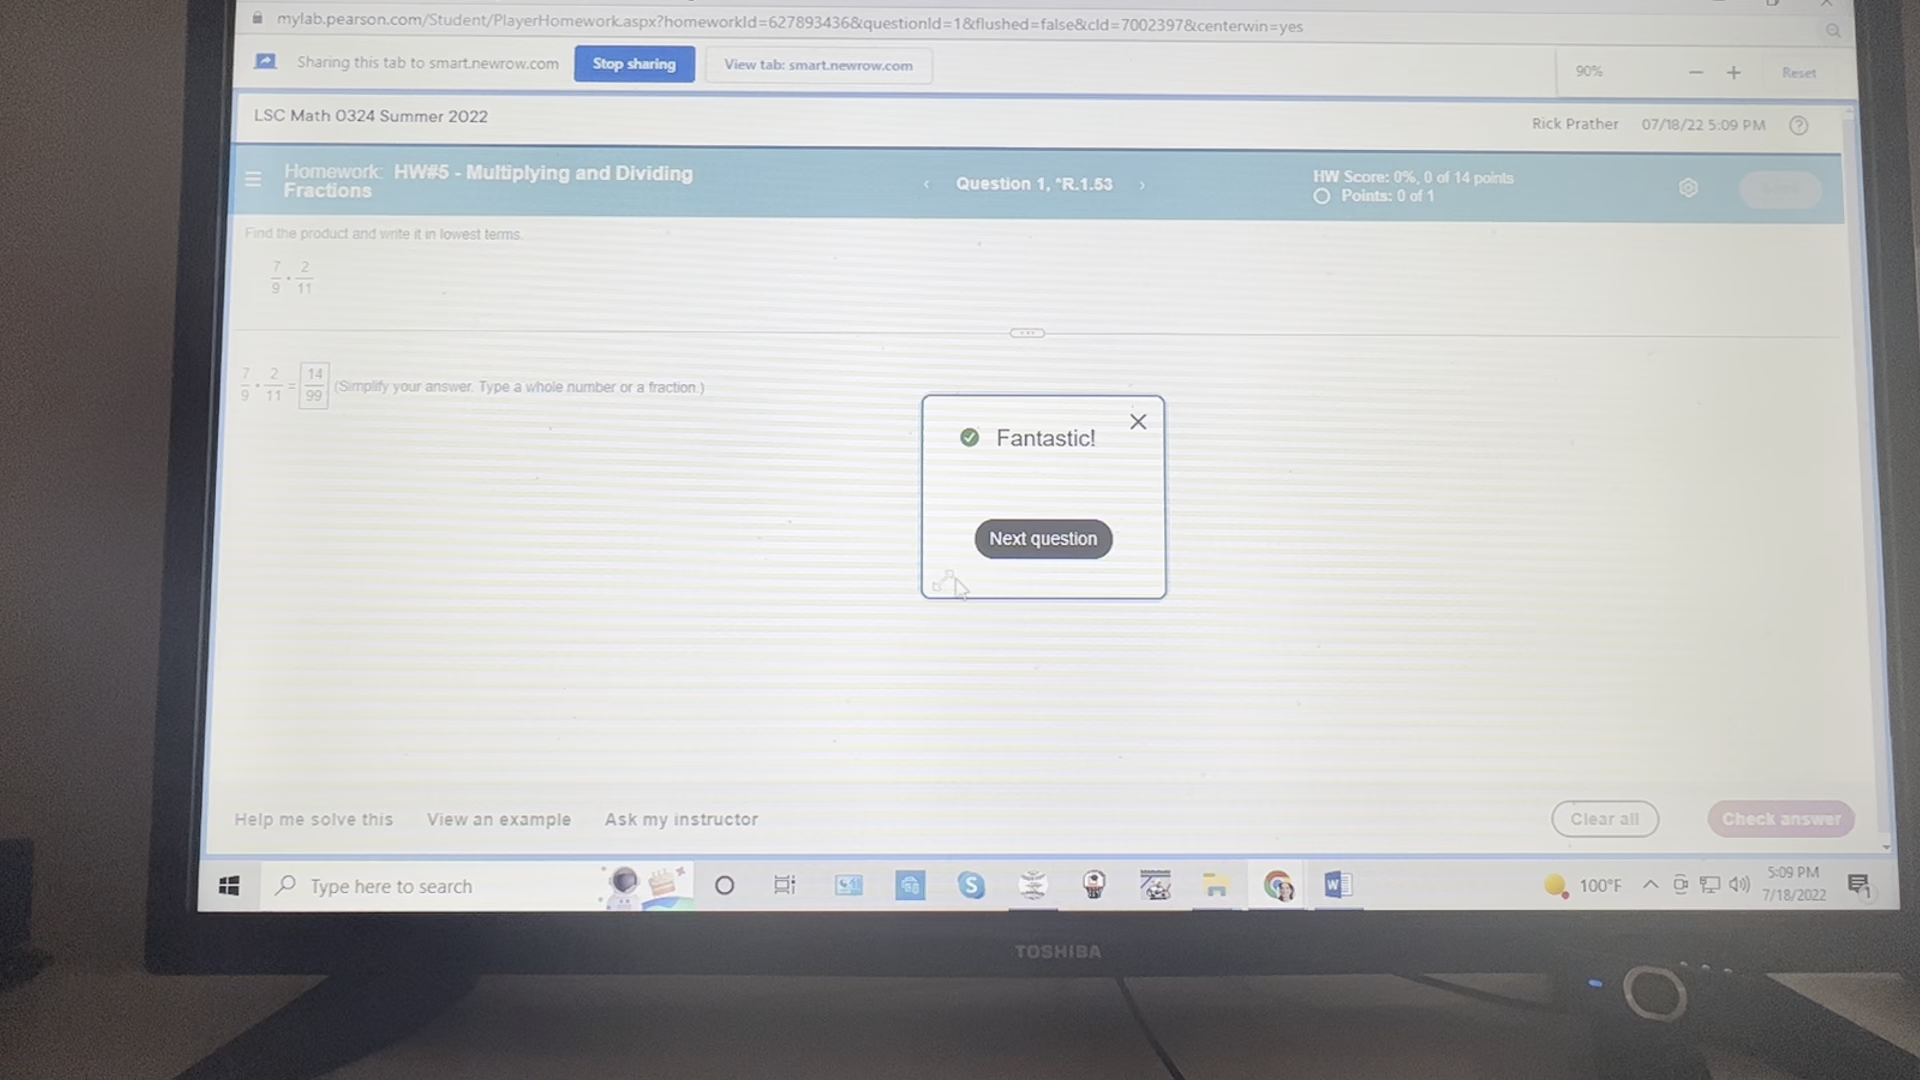 mylab.pearson.com/Student/PlayerHomework.aspx?homeworkId=627893436&questionId=1&flushed=false&cId=7002397&centerwin=yes
Sharing this tab to smart.newrow.com Stop sharing View tab: smart.newrow.com 90% − + Reset
LSC Math 0324 Summer 2022
Rick Prather 07/18/22 5:09 PM ?
Homework: HW#5 - Multiplying and Dividing Fractions
Question 1, *R.1.53
HW Score: 0%, 0 of 14 points
Points: 0 of 1
Find the product and write it in lowest terms.
7/9 · 2/11
7/9 · 2/11 = 14/99 (Simplify your answer. Type a whole number or a fraction.)
Fantastic!
Next question
Help me solve this View an example Ask my instructor Clear all Check answer
Type here to search
100°F
5:09 PM
7/18/2022
1
TOSHIBA